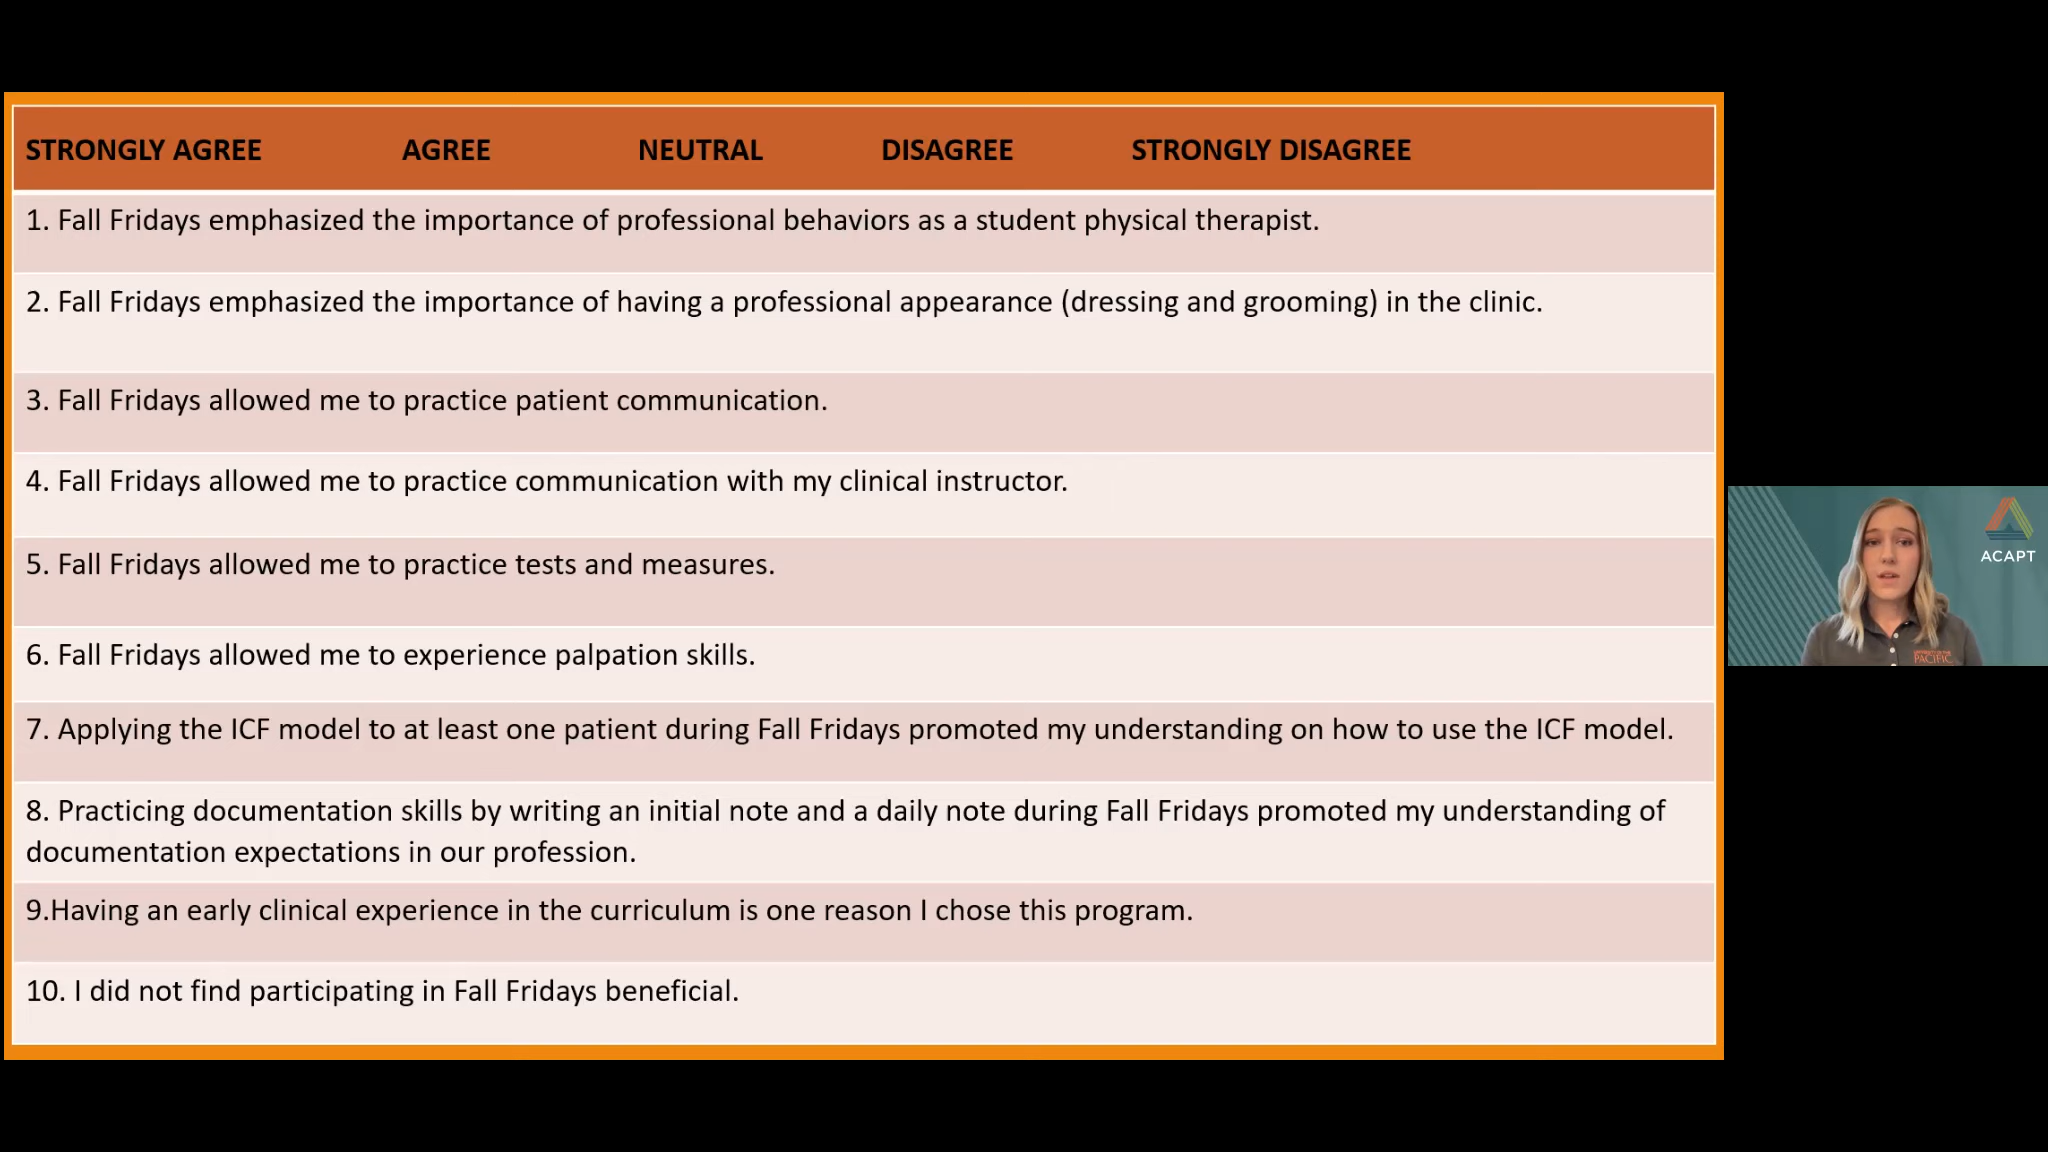 STRONGLY AGREE AGREE NEUTRAL DISAGREE STRONGLY DISAGREE
1. Fall Fridays emphasized the importance of professional behaviors as a student physical therapist.
2. Fall Fridays emphasized the importance of having a professional appearance (dressing and grooming) in the clinic.
3. Fall Fridays allowed me to practice patient communication.
4. Fall Fridays allowed me to practice communication with my clinical instructor.
5. Fall Fridays allowed me to practice tests and measures.
6. Fall Fridays allowed me to experience palpation skills.
7. Applying the ICF model to at least one patient during Fall Fridays promoted my understanding on how to use the ICF model.
8. Practicing documentation skills by writing an initial note and a daily note during Fall Fridays promoted my understanding of
documentation expectations in our profession.
9.Having an early clinical experience in the curriculum is one reason I chose this program.
10. I did not find participating in Fall Fridays beneficial.
ACAPT
UNIVERSITY OF THE
PACIFIC